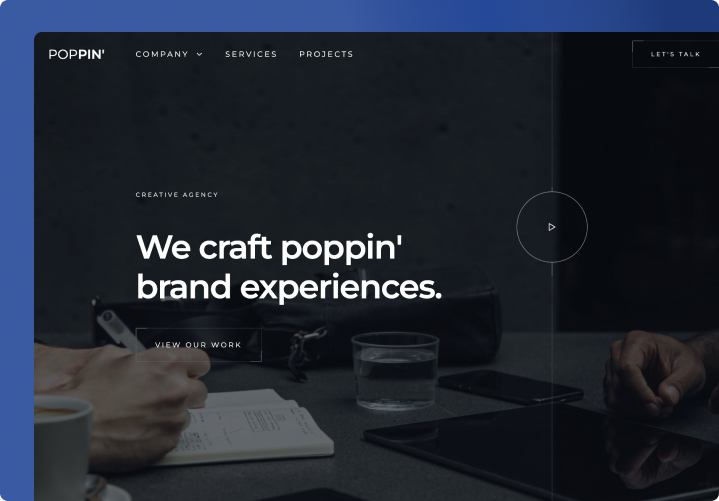 POPPIN'
COMPANY
SERVICES
PROJECTS
LET'S TALK
CREATIVE AGENCY
We craft poppin'
brand experiences.
VIEW OUR WORK